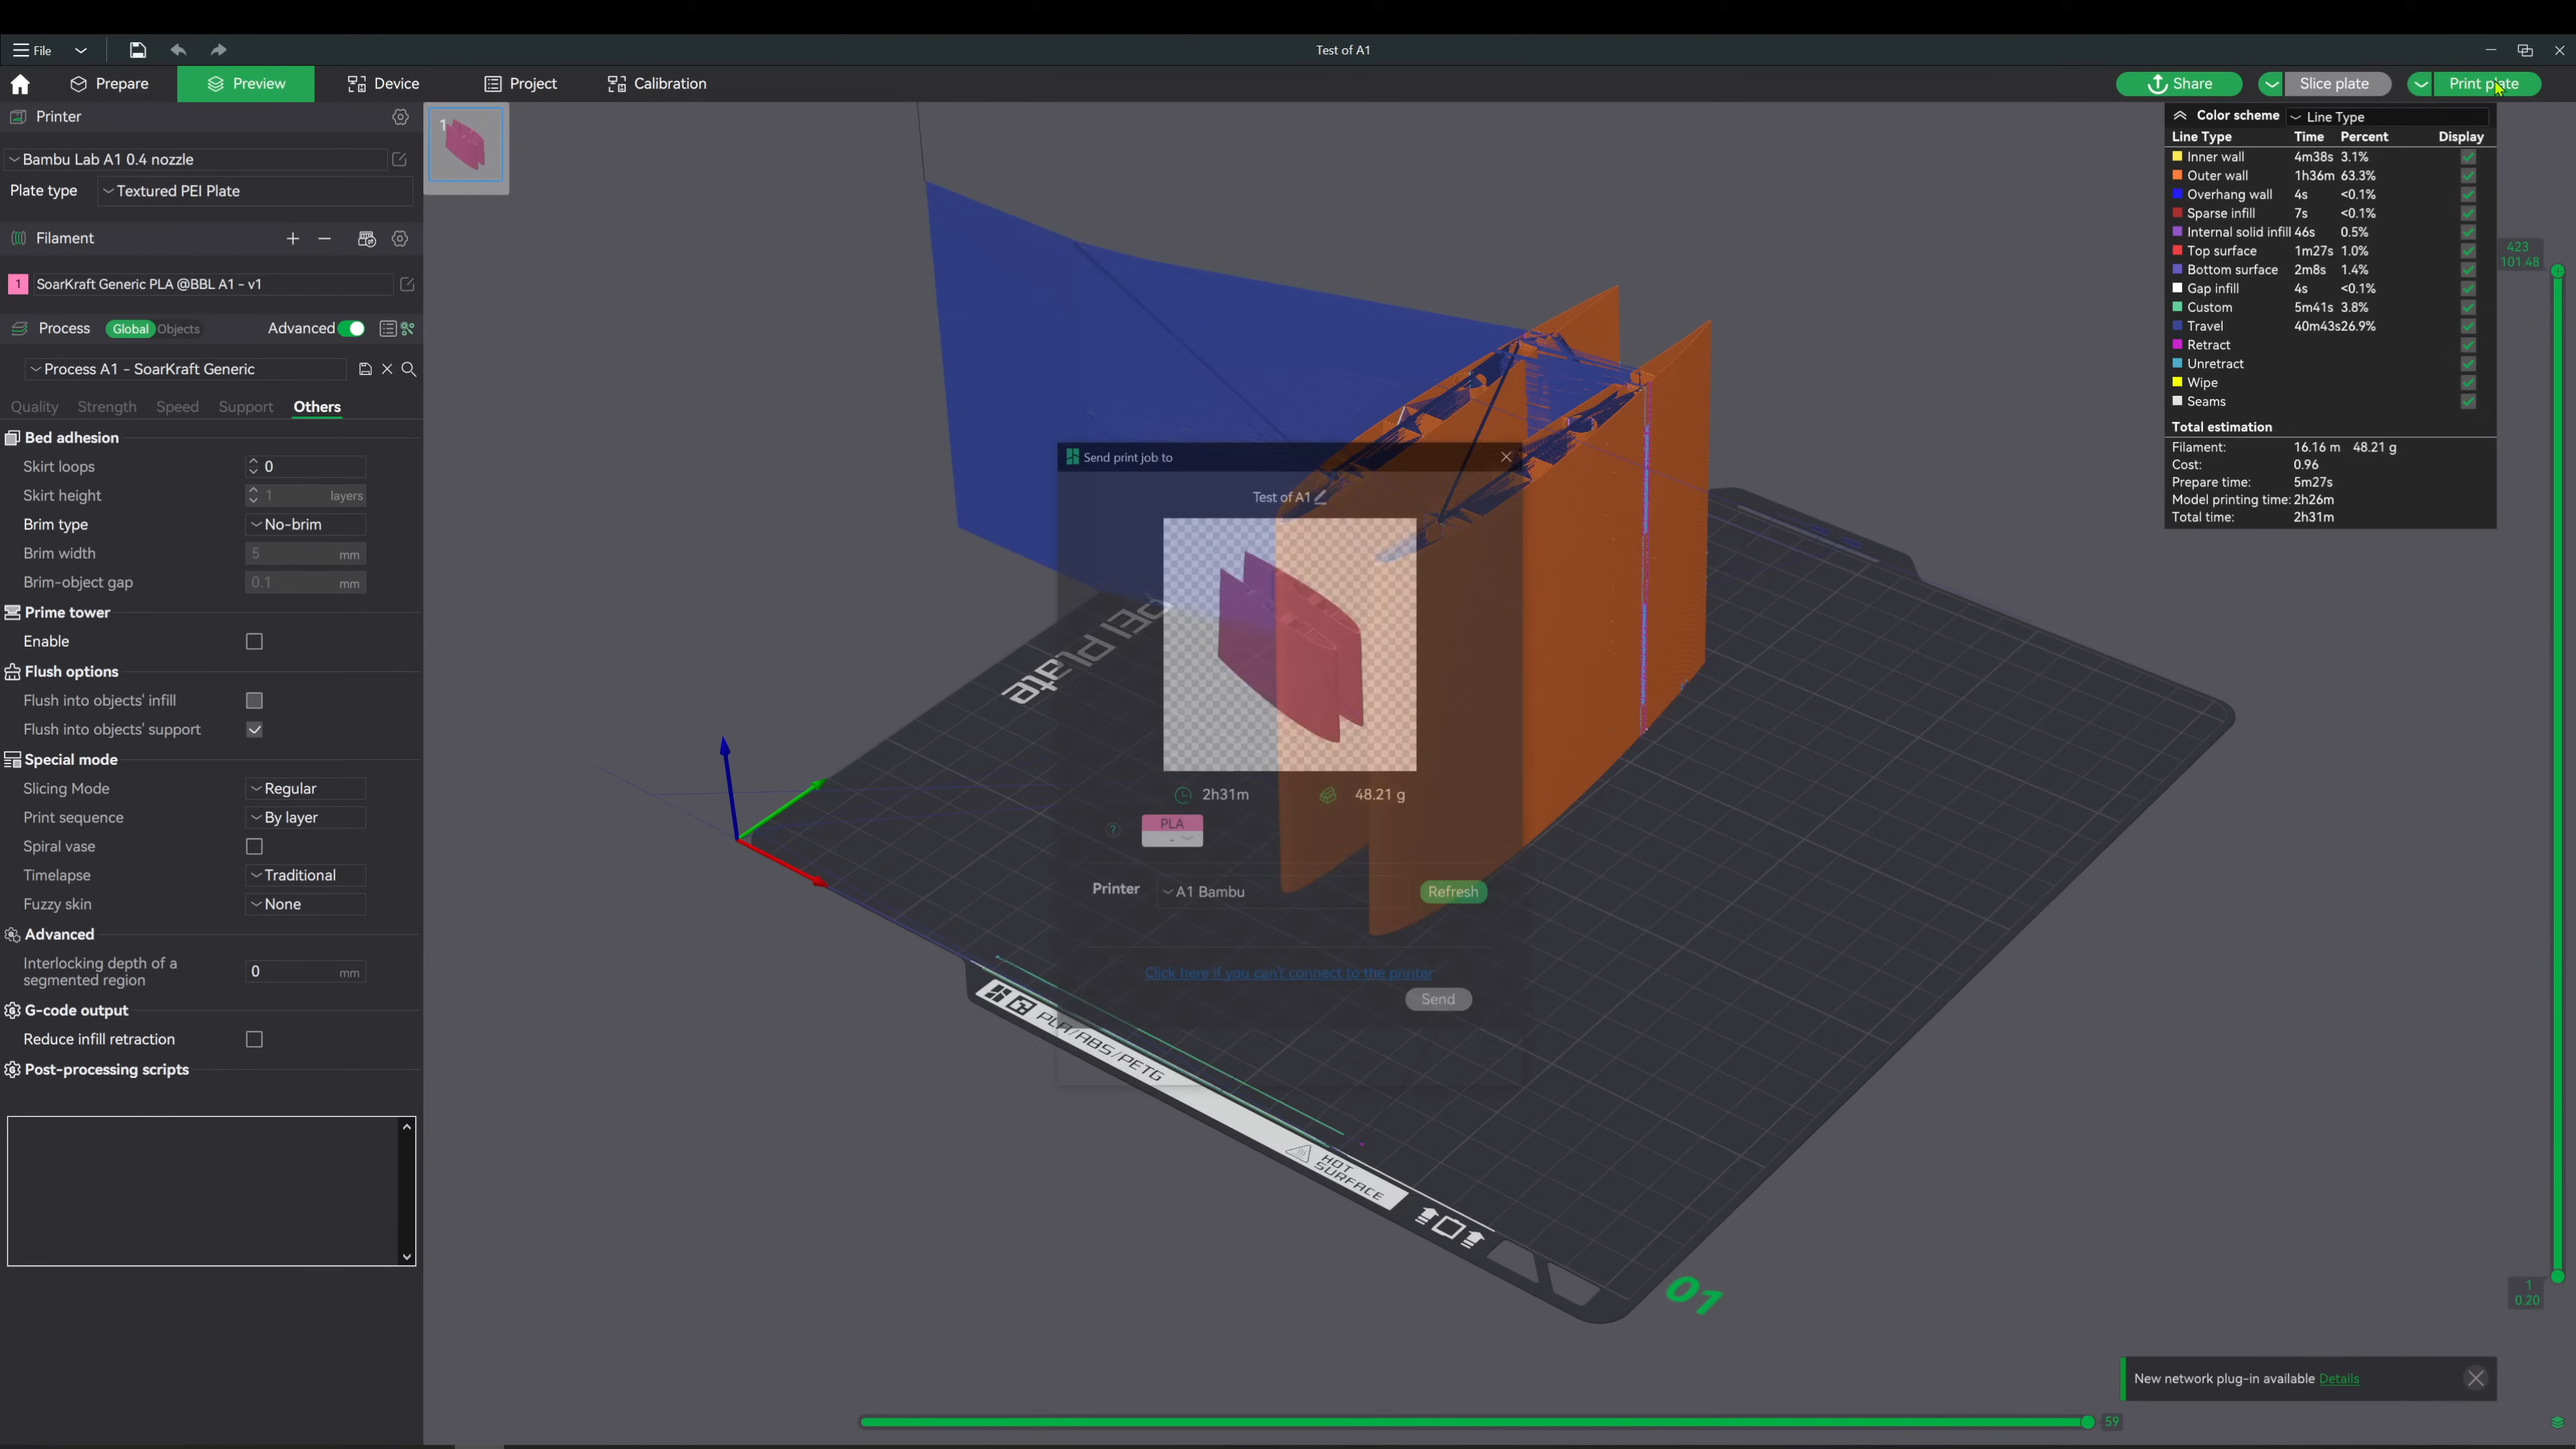 File
Test of A1
Prepare
Preview
Device
Project
Calibration
Share
Slice plate
Print plate
Printer
Bambu Lab A1 0.4 nozzle
Plate type
Textured PEI Plate
Filament
1
SoarKraft Generic PLA @BBL A1 - v1
Process
Global
Objects
Advanced
Process A1 - SoarKraft Generic
Quality
Strength
Speed
Support
Others
Bed adhesion
Skirt loops
0
Skirt height
1 layers
Brim type
No-brim
Brim width
5 mm
Brim-object gap
0.1 mm
Prime tower
Enable
Flush options
Flush into objects' infill
Flush into objects' support
Special mode
Slicing Mode
Regular
Print sequence
By layer
Spiral vase
Timelapse
Traditional
Fuzzy skin
None
Advanced
Interlocking depth of a
segmented region
0 mm
G-code output
Reduce infill retraction
Post-processing scripts
1
Send print job to
Test of A1
2h31m
48.21 g
?
PLA
-
Printer
A1 Bambu
Refresh
Click here if you can't connect to the printer
Send
PEI Plate
PLA/ABS/PETG
HOT
SURFACE
01
Color scheme
Line Type
Line Type Time Percent Display
Inner wall 4m38s 3.1%
Outer wall 1h36m 63.3%
Overhang wall 4s <0.1%
Sparse infill 7s <0.1%
Internal solid infill 46s 0.5%
Top surface 1m27s 1.0%
Bottom surface 2m8s 1.4%
Gap infill 4s <0.1%
Custom 5m41s 3.8%
Travel 40m43s 26.9%
Retract
Unretract
Wipe
Seams
Total estimation
Filament: 16.16 m 48.21 g
Cost: 0.96
Prepare time: 5m27s
Model printing time: 2h26m
Total time: 2h31m
423
101.48
1
0.20
New network plug-in available Details
59